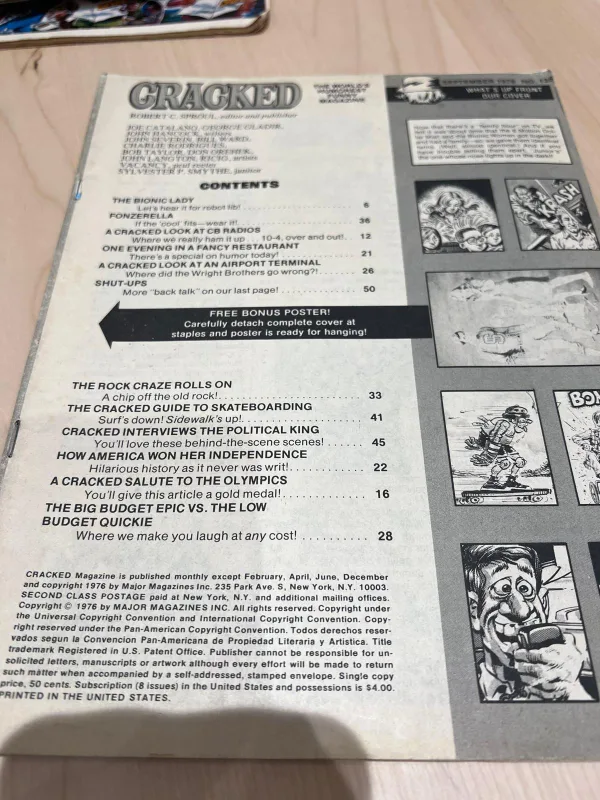 CRACKED
THE WORLD'S
HUMOREST
FUNNY
MAGAZINE
ROBERT C. SPROUL, editor and publisher
JOE CATALANO, GEORGE GLADIR,
JOHN SEVERIN, BILL WARD,
CHARLIE RODRIGUES,
BOB TAYLOR, DON OREHEK,
JOHN LANGTON, RICIG, artists
VACANCY,
SYLVESTER P. SMYTHE, janitor
CONTENTS
THE BIONIC LADY
Let's hear it for robot lib! 6
FONZERELLA
If the 'cool' fits—wear it! 36
A CRACKED LOOK AT CB RADIOS
Where we really ham it up . . . 10-4, over and out!. 12
ONE EVENING IN A FANCY RESTAURANT
There's a special on humor today! 21
A CRACKED LOOK AT AN AIRPORT TERMINAL
Where did the Wright Brothers go wrong?! 26
SHUT-UPS
More "back talk" on our last page! 50
FREE BONUS POSTER!
Carefully detach complete cover at
staples and poster is ready for hanging!
THE ROCK CRAZE ROLLS ON
A chip off the old rock! 33
THE CRACKED GUIDE TO SKATEBOARDING
Surf's down! Sidewalk's up! 41
CRACKED INTERVIEWS THE POLITICAL KING
You'll love these behind-the-scene scenes! 45
HOW AMERICA WON HER INDEPENDENCE
Hilarious history as it never was writ! 22
A CRACKED SALUTE TO THE OLYMPICS
You'll give this article a gold medal! 16
THE BIG BUDGET EPIC VS. THE LOW
BUDGET QUICKIE
Where we make you laugh at any cost! 28
CRACKED Magazine is published monthly except February, April, June, December
and copyright 1976 by Major Magazines Inc. 235 Park Ave. S, New York, N.Y. 10003.
SECOND CLASS POSTAGE paid at New York, N.Y. and additional mailing offices.
Copyright © 1976 by MAJOR MAGAZINES INC. All rights reserved. Copyright under
the Universal Copyright Convention and International Copyright Convention. Copy-
right reserved under the Pan-American Copyright Convention. Todos derechos reser-
vados segun la Convencion Pan-Americana de Propiedad Literaria y Artistica. Title
trademark Registered in U.S. Patent Office. Publisher cannot be responsible for un-
solicited letters, manuscripts or artwork although every effort will be made to return
such matter when accompanied by a self-addressed, stamped envelope. Single copy
price, 50 cents. Subscription (8 issues) in the United States and possessions is $4.00.
PRINTED IN THE UNITED STATES.
SEPTEMBER 1976 NO.
WHAT'S UP FRONT
OUR COVER